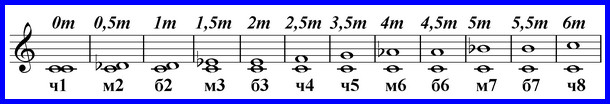 0т 0,5т 1т 1,5т 2т 2,5т 3,5т 4т 4,5т 5т 5,5т 6т
ч1 м2 б2 м3 б3 ч4 ч5 м6 б6 м7 б7 ч8